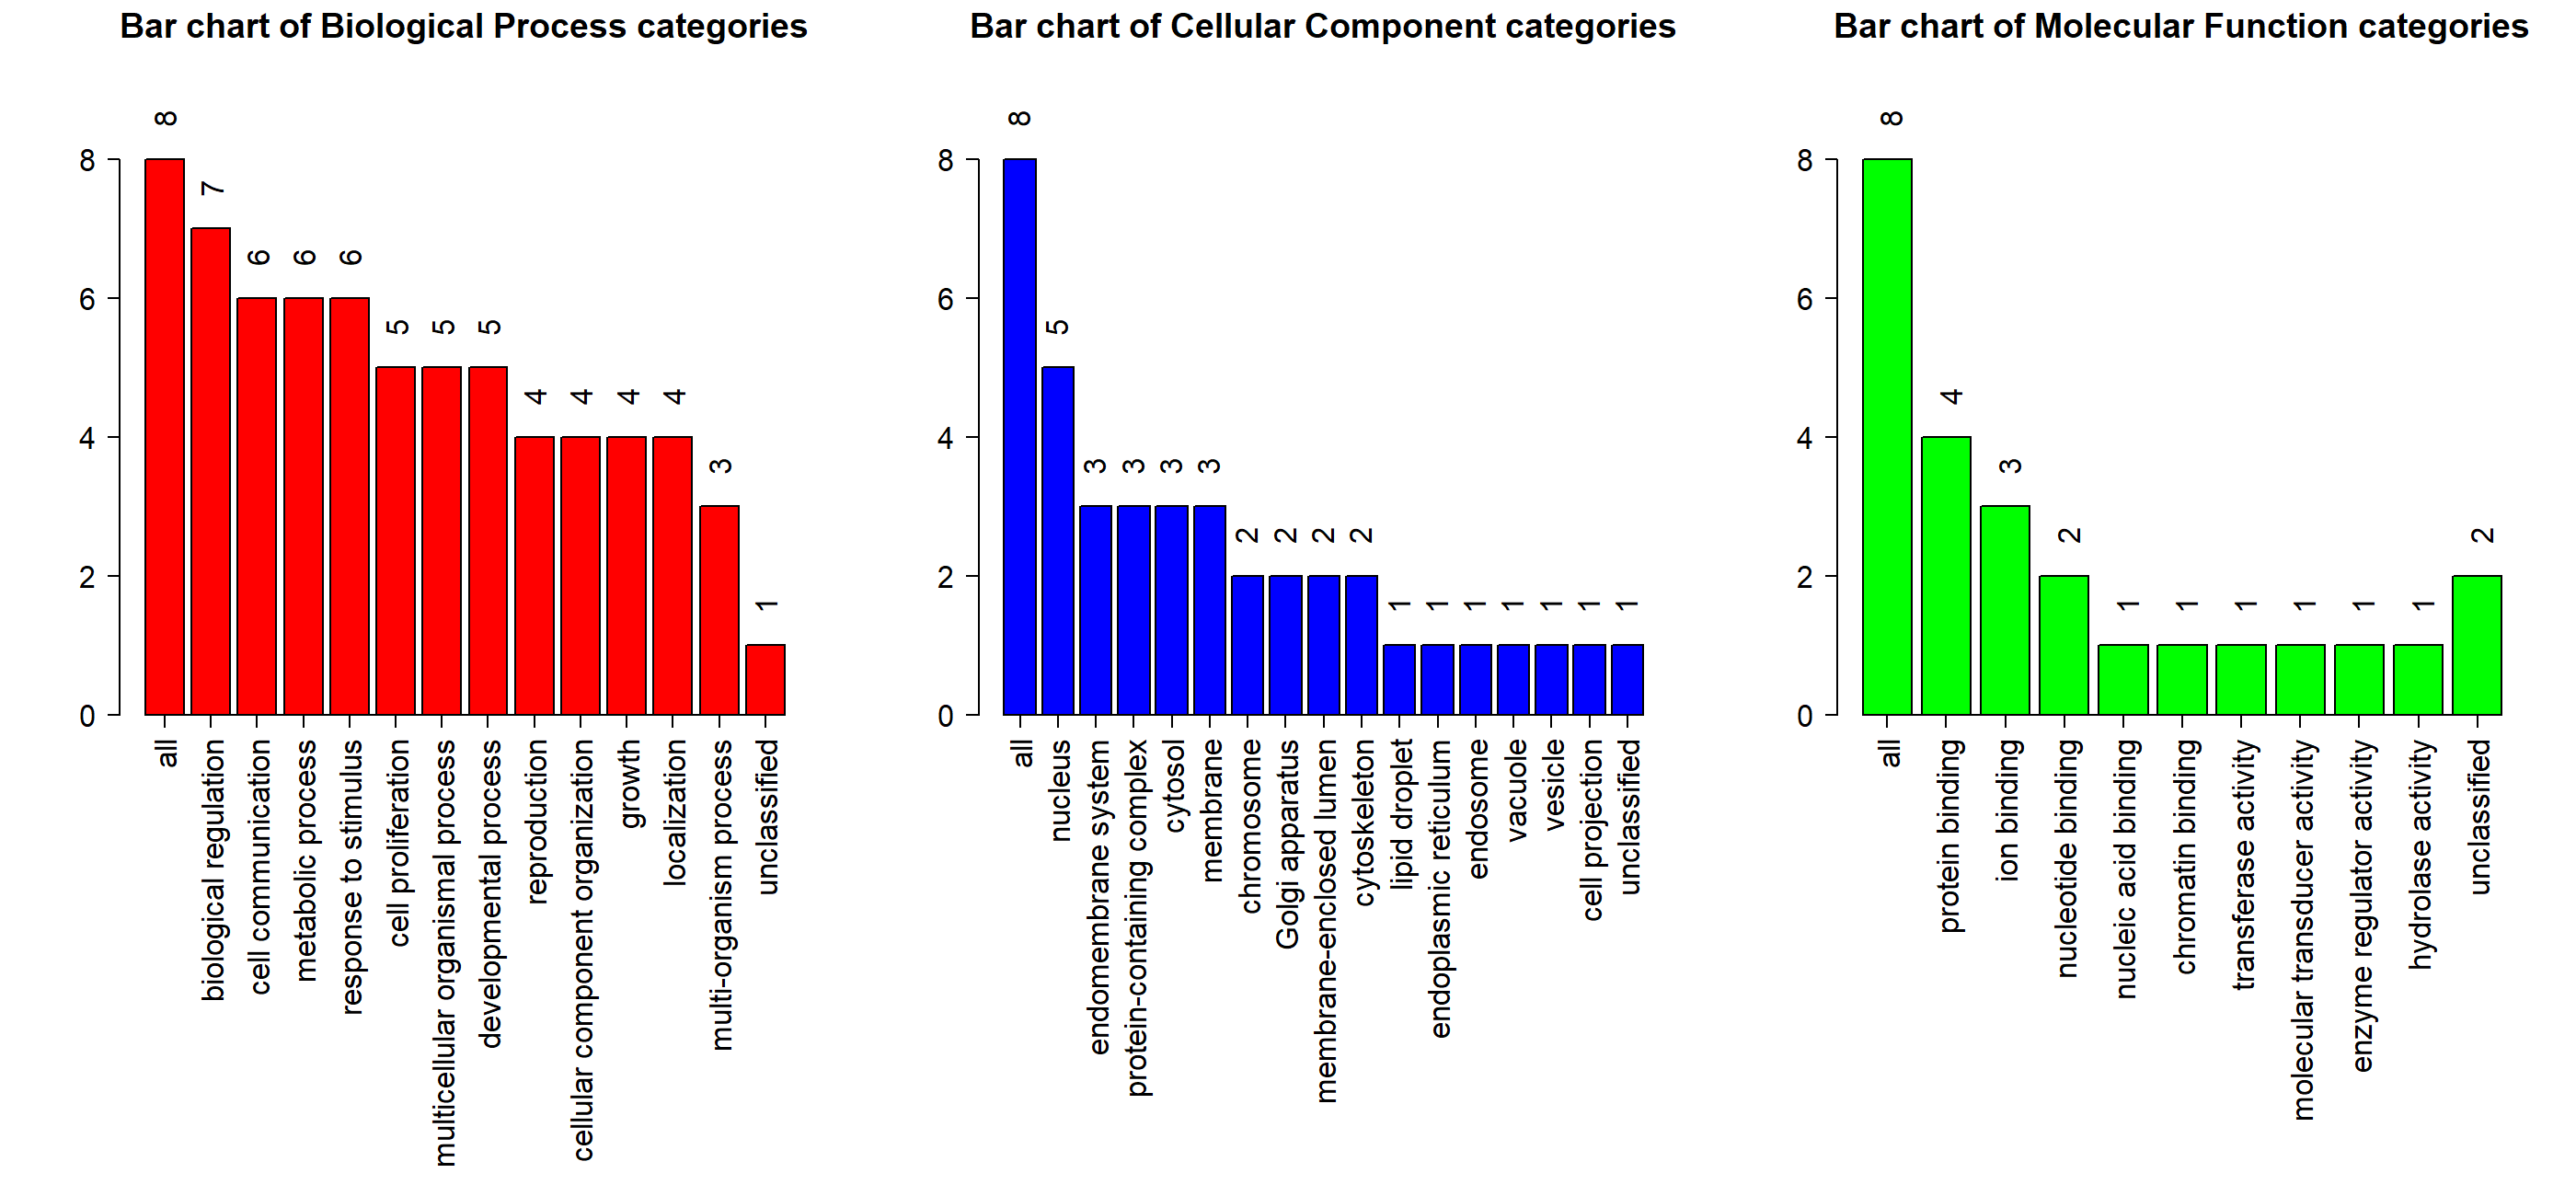 Bar chart of Biological Process categories
8
6
4
2
0
8
7
6
6
6
5
5
5
4
4
4
4
3
1
all
biological regulation
cell communication
metabolic process
response to stimulus
cell proliferation
multicellular organismal process
developmental process
reproduction
cellular component organization
growth
localization
multi-organism process
unclassified
Bar chart of Cellular Component categories
8
6
4
2
0
8
5
3
3
3
3
2
2
2
2
1
1
1
1
1
1
1
all
nucleus
endomembrane system
protein-containing complex
cytosol
membrane
chromosome
Golgi apparatus
membrane-enclosed lumen
cytoskeleton
lipid droplet
endoplasmic reticulum
endosome
vacuole
vesicle
cell projection
unclassified
Bar chart of Molecular Function categories
8
6
4
2
0
8
4
3
2
1
1
1
1
1
1
2
all
protein binding
ion binding
nucleotide binding
nucleic acid binding
chromatin binding
transferase activity
molecular transducer activity
enzyme regulator activity
hydrolase activity
unclassified